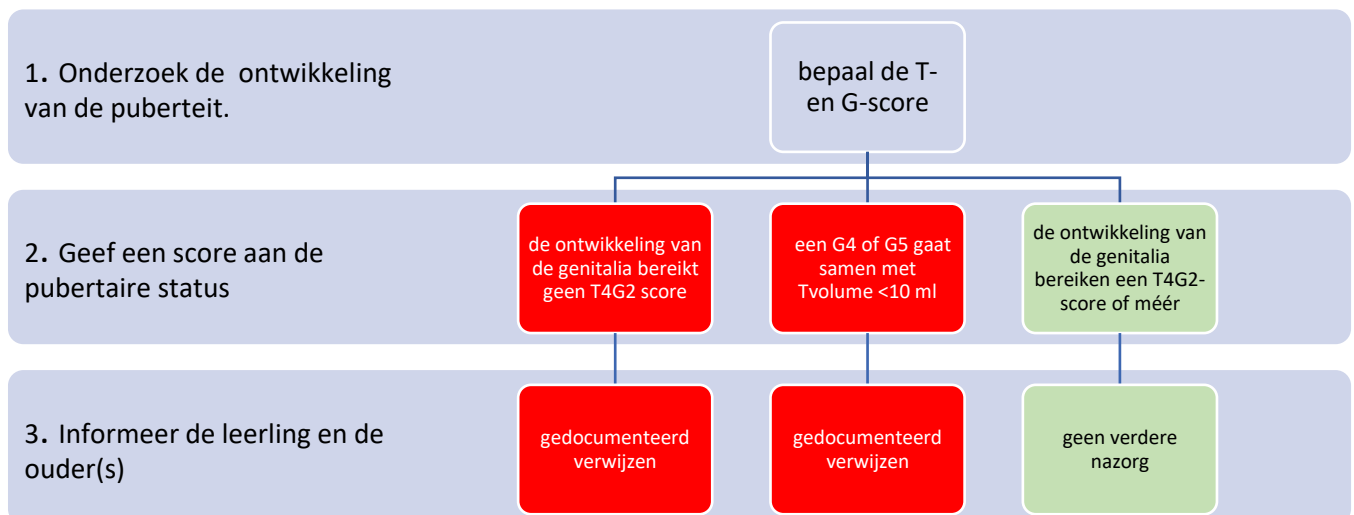 1. Onderzoek de ontwikkeling
van de puberteit.
bepaal de T-
en G-score
2. Geef een score aan de
pubertaire status
de ontwikkeling van
de genitalia bereikt
geen T4G2 score
een G4 of G5 gaat
samen met
Tvolume <10 ml
de ontwikkeling van
de genitalia
bereiken een T4G2-
score of méér
3. Informeer de leerling en de
ouder(s)
gedocumenteerd
verwijzen
gedocumenteerd
verwijzen
geen verdere
nazorg